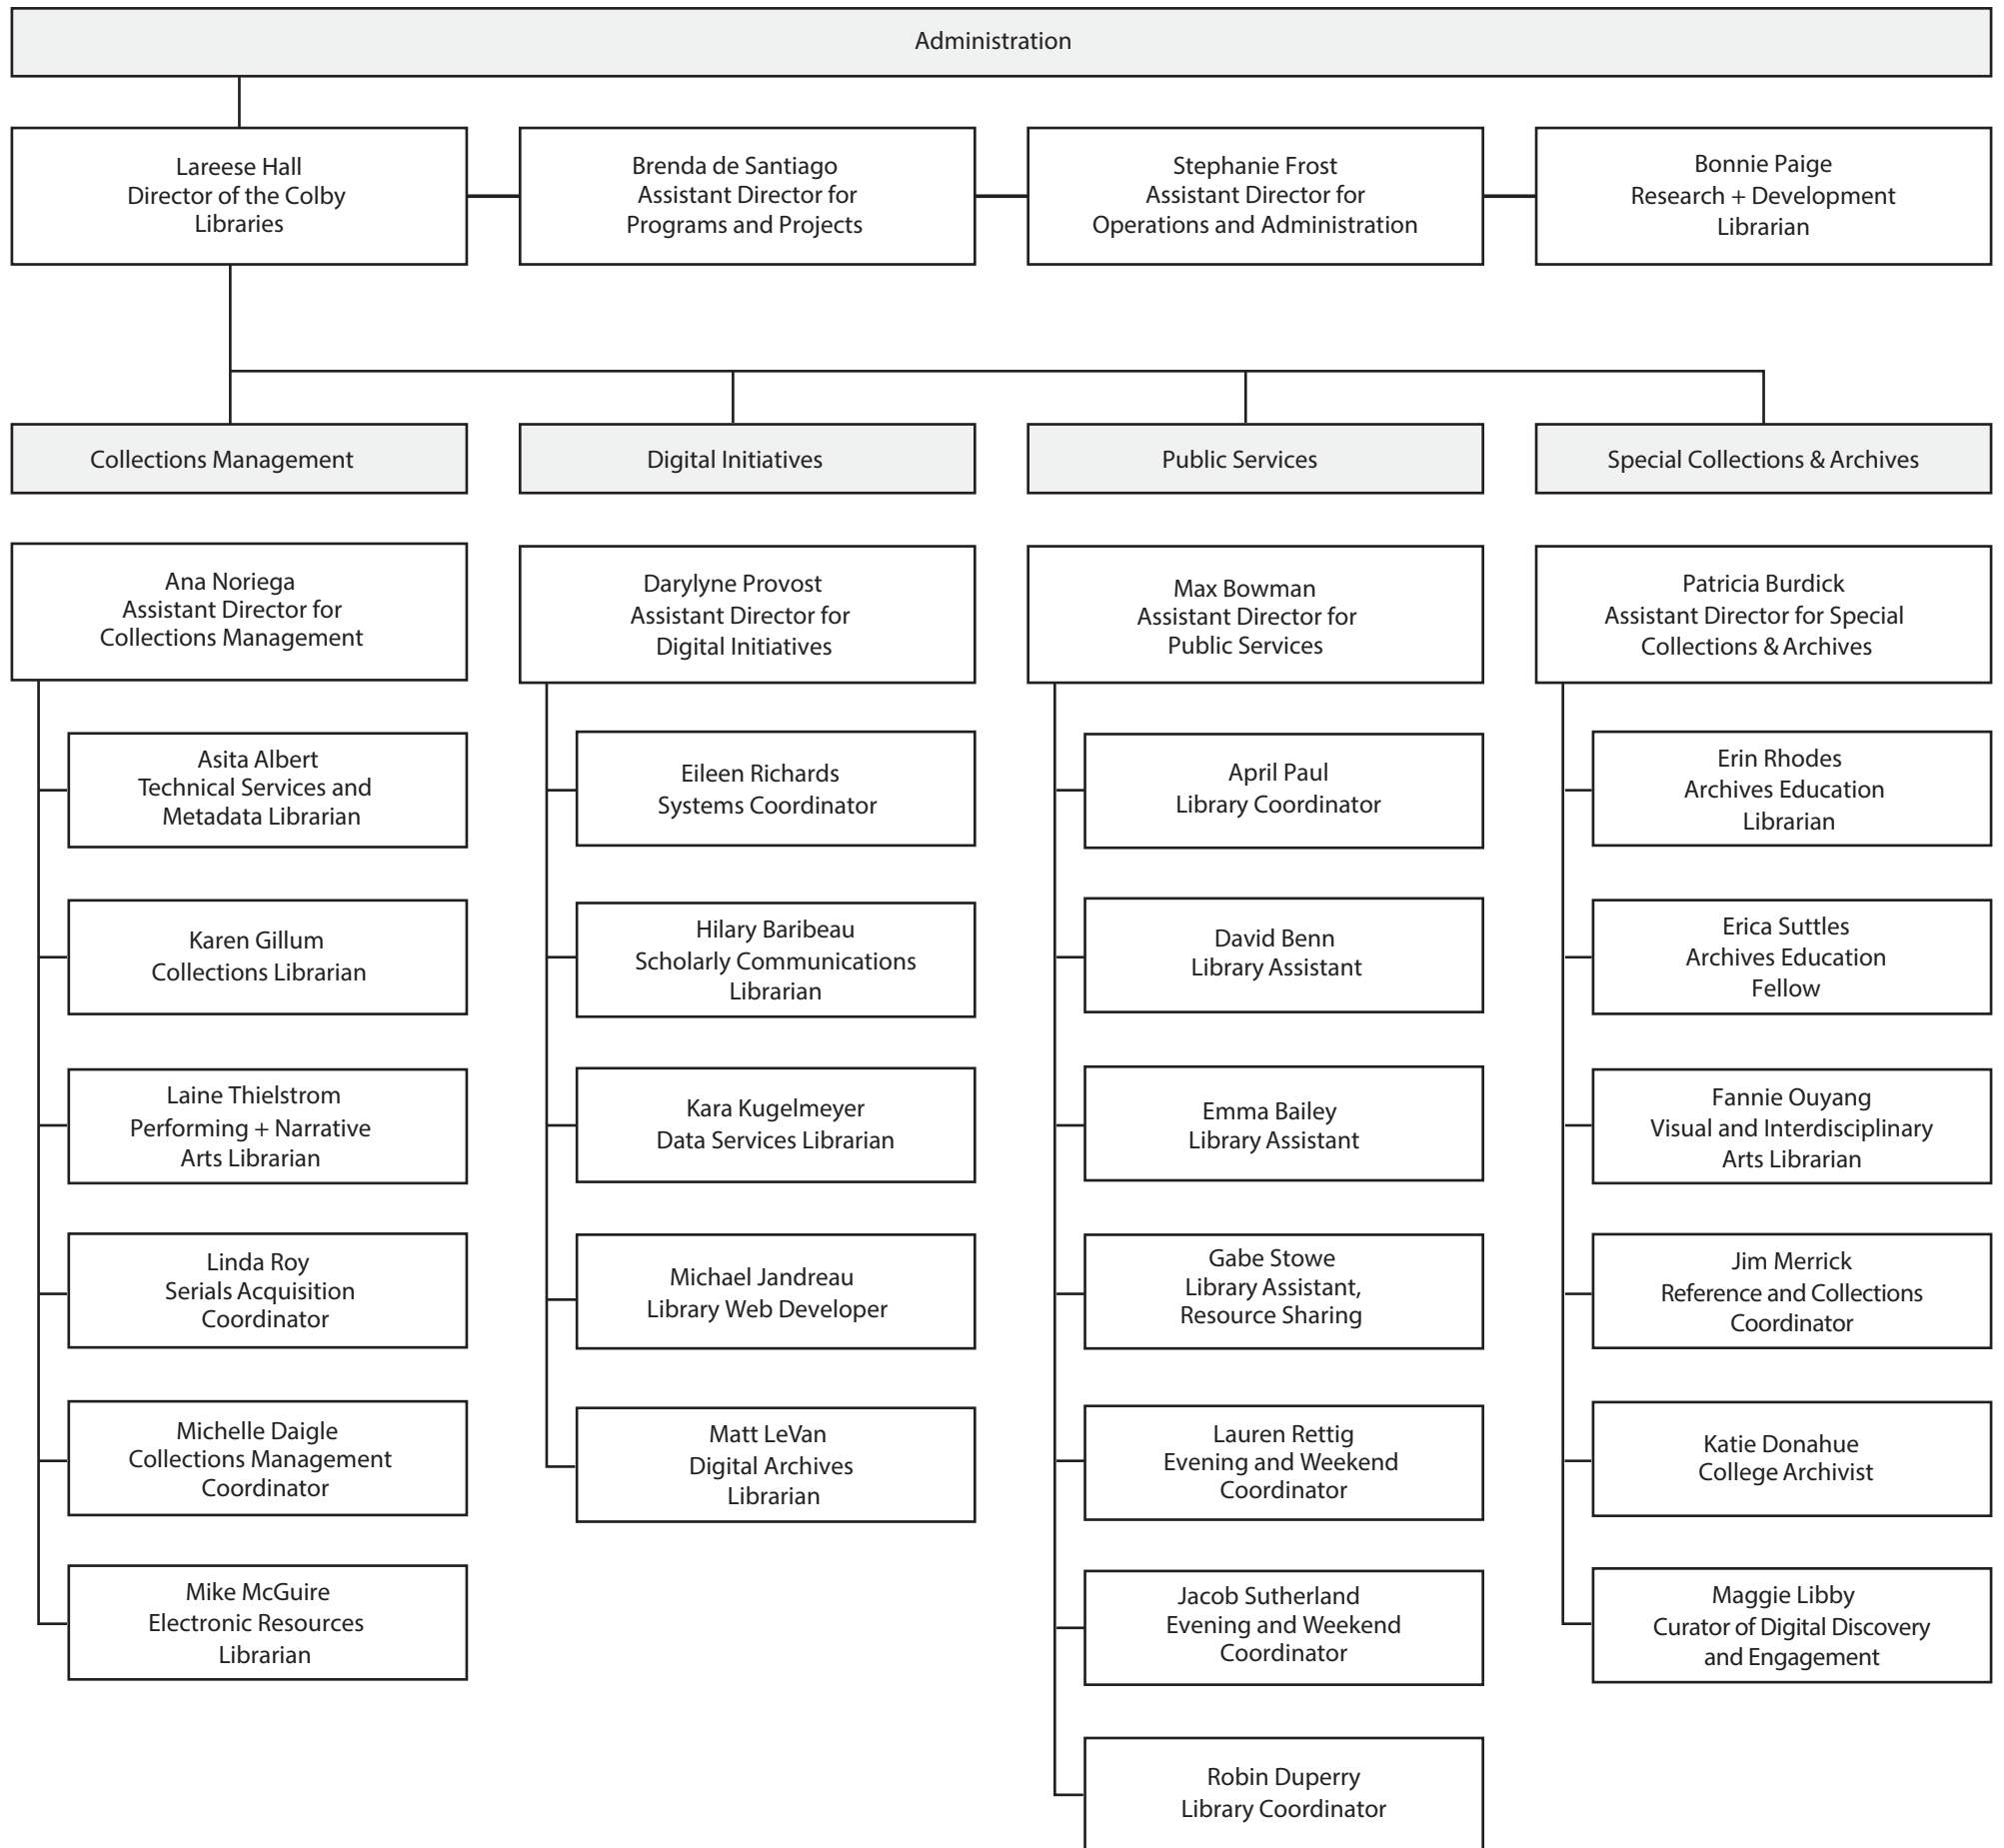 Administration
Lareese Hall
Director of the Colby
Libraries
Brenda de Santiago
Assistant Director for
Programs and Projects
Stephanie Frost
Assistant Director for
Operations and Administration
Bonnie Paige
Research + Development
Librarian
Collections Management
Digital Initiatives
Public Services
Special Collections & Archives
Ana Noriega
Assistant Director for
Collections Management
Asita Albert
Technical Services and
Metadata Librarian
Karen Gillum
Collections Librarian
Laine Thielstrom
Performing + Narrative
Arts Librarian
Linda Roy
Serials Acquisition
Coordinator
Michelle Daigle
Collections Management
Coordinator
Mike McGuire
Electronic Resources
Librarian
Darylyne Provost
Assistant Director for
Digital Initiatives
Eileen Richards
Systems Coordinator
Hilary Baribeau
Scholarly Communications
Librarian
Kara Kugelmeyer
Data Services Librarian
Michael Jandreau
Library Web Developer
Matt LeVan
Digital Archives
Librarian
Max Bowman
Assistant Director for
Public Services
April Paul
Library Coordinator
David Benn
Library Assistant
Emma Bailey
Library Assistant
Gabe Stowe
Library Assistant,
Resource Sharing
Lauren Rettig
Evening and Weekend
Coordinator
Jacob Sutherland
Evening and Weekend
Coordinator
Robin Duperry
Library Coordinator
Patricia Burdick
Assistant Director for Special
Collections & Archives
Erin Rhodes
Archives Education
Librarian
Erica Suttles
Archives Education
Fellow
Fannie Ouyang
Visual and Interdisciplinary
Arts Librarian
Jim Merrick
Reference and Collections
Coordinator
Katie Donahue
College Archivist
Maggie Libby
Curator of Digital Discovery
and Engagement